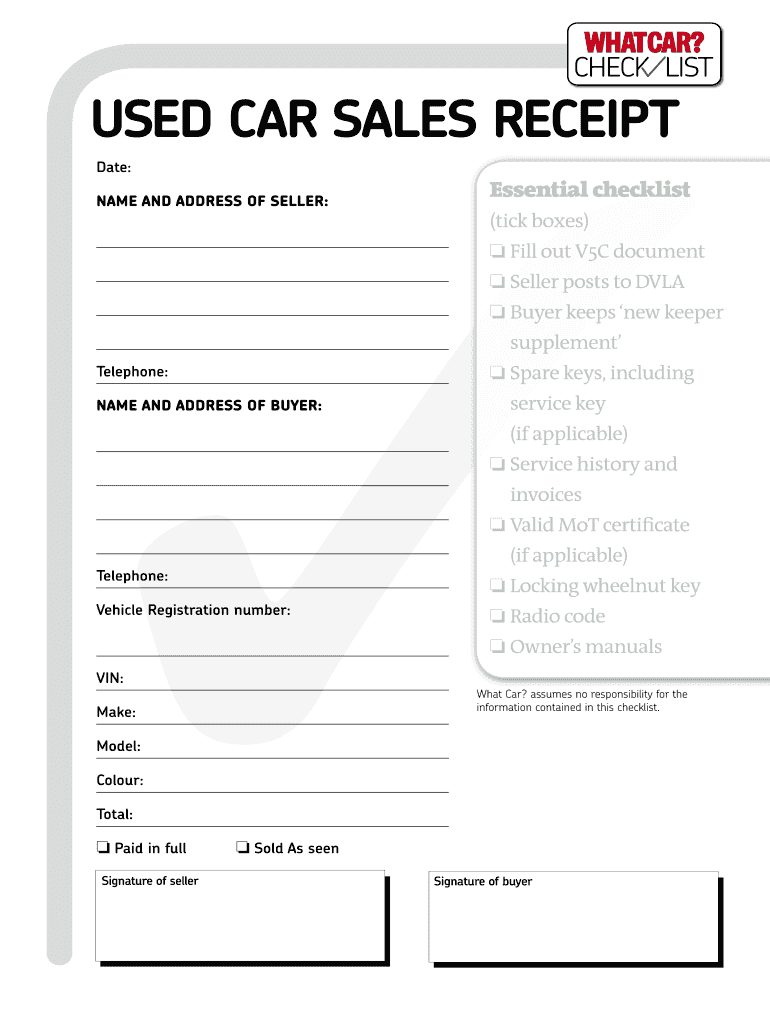 WHATCAR?
CHECK LIST
USED CAR SALES RECEIPT
Date:
NAME AND ADDRESS OF SELLER:
Telephone:
NAME AND ADDRESS OF BUYER:
Telephone:
Vehicle Registration number:
VIN:
Make:
Model:
Colour:
Total:
❏ Paid in full ❏ Sold As seen
Signature of seller
Signature of buyer
Essential checklist
(tick boxes)
❏ Fill out V5C document
❏ Seller posts to DVLA
❏ Buyer keeps ‘new keeper
supplement’
❏ Spare keys, including
service key
(if applicable)
❏ Service history and
invoices
❏ Valid MoT certificate
(if applicable)
❏ Locking wheelnut key
❏ Radio code
❏ Owner’s manuals
What Car? assumes no responsibility for the
information contained in this checklist.